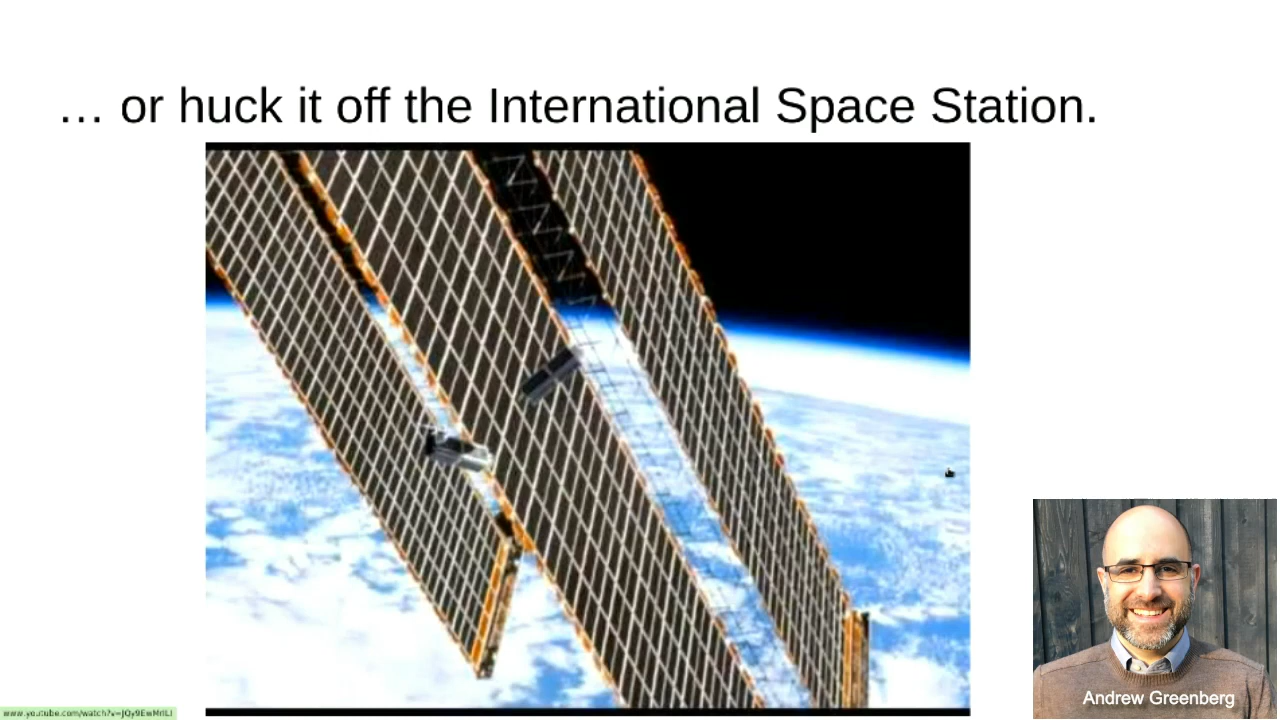 ... or huck it off the International Space Station.
Andrew Greenberg